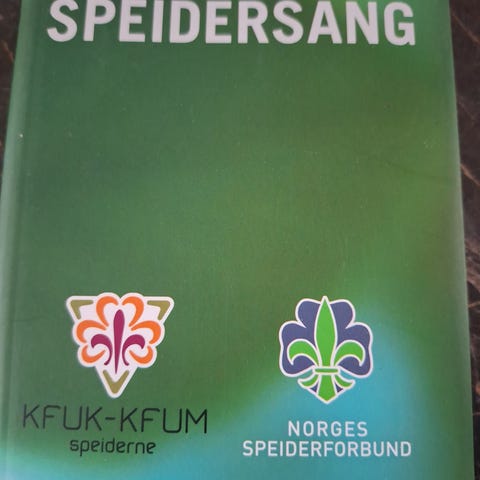 SPEIDERSANG
KFUK-KFUM
speiderne
NORGES
SPEIDERFORBUND